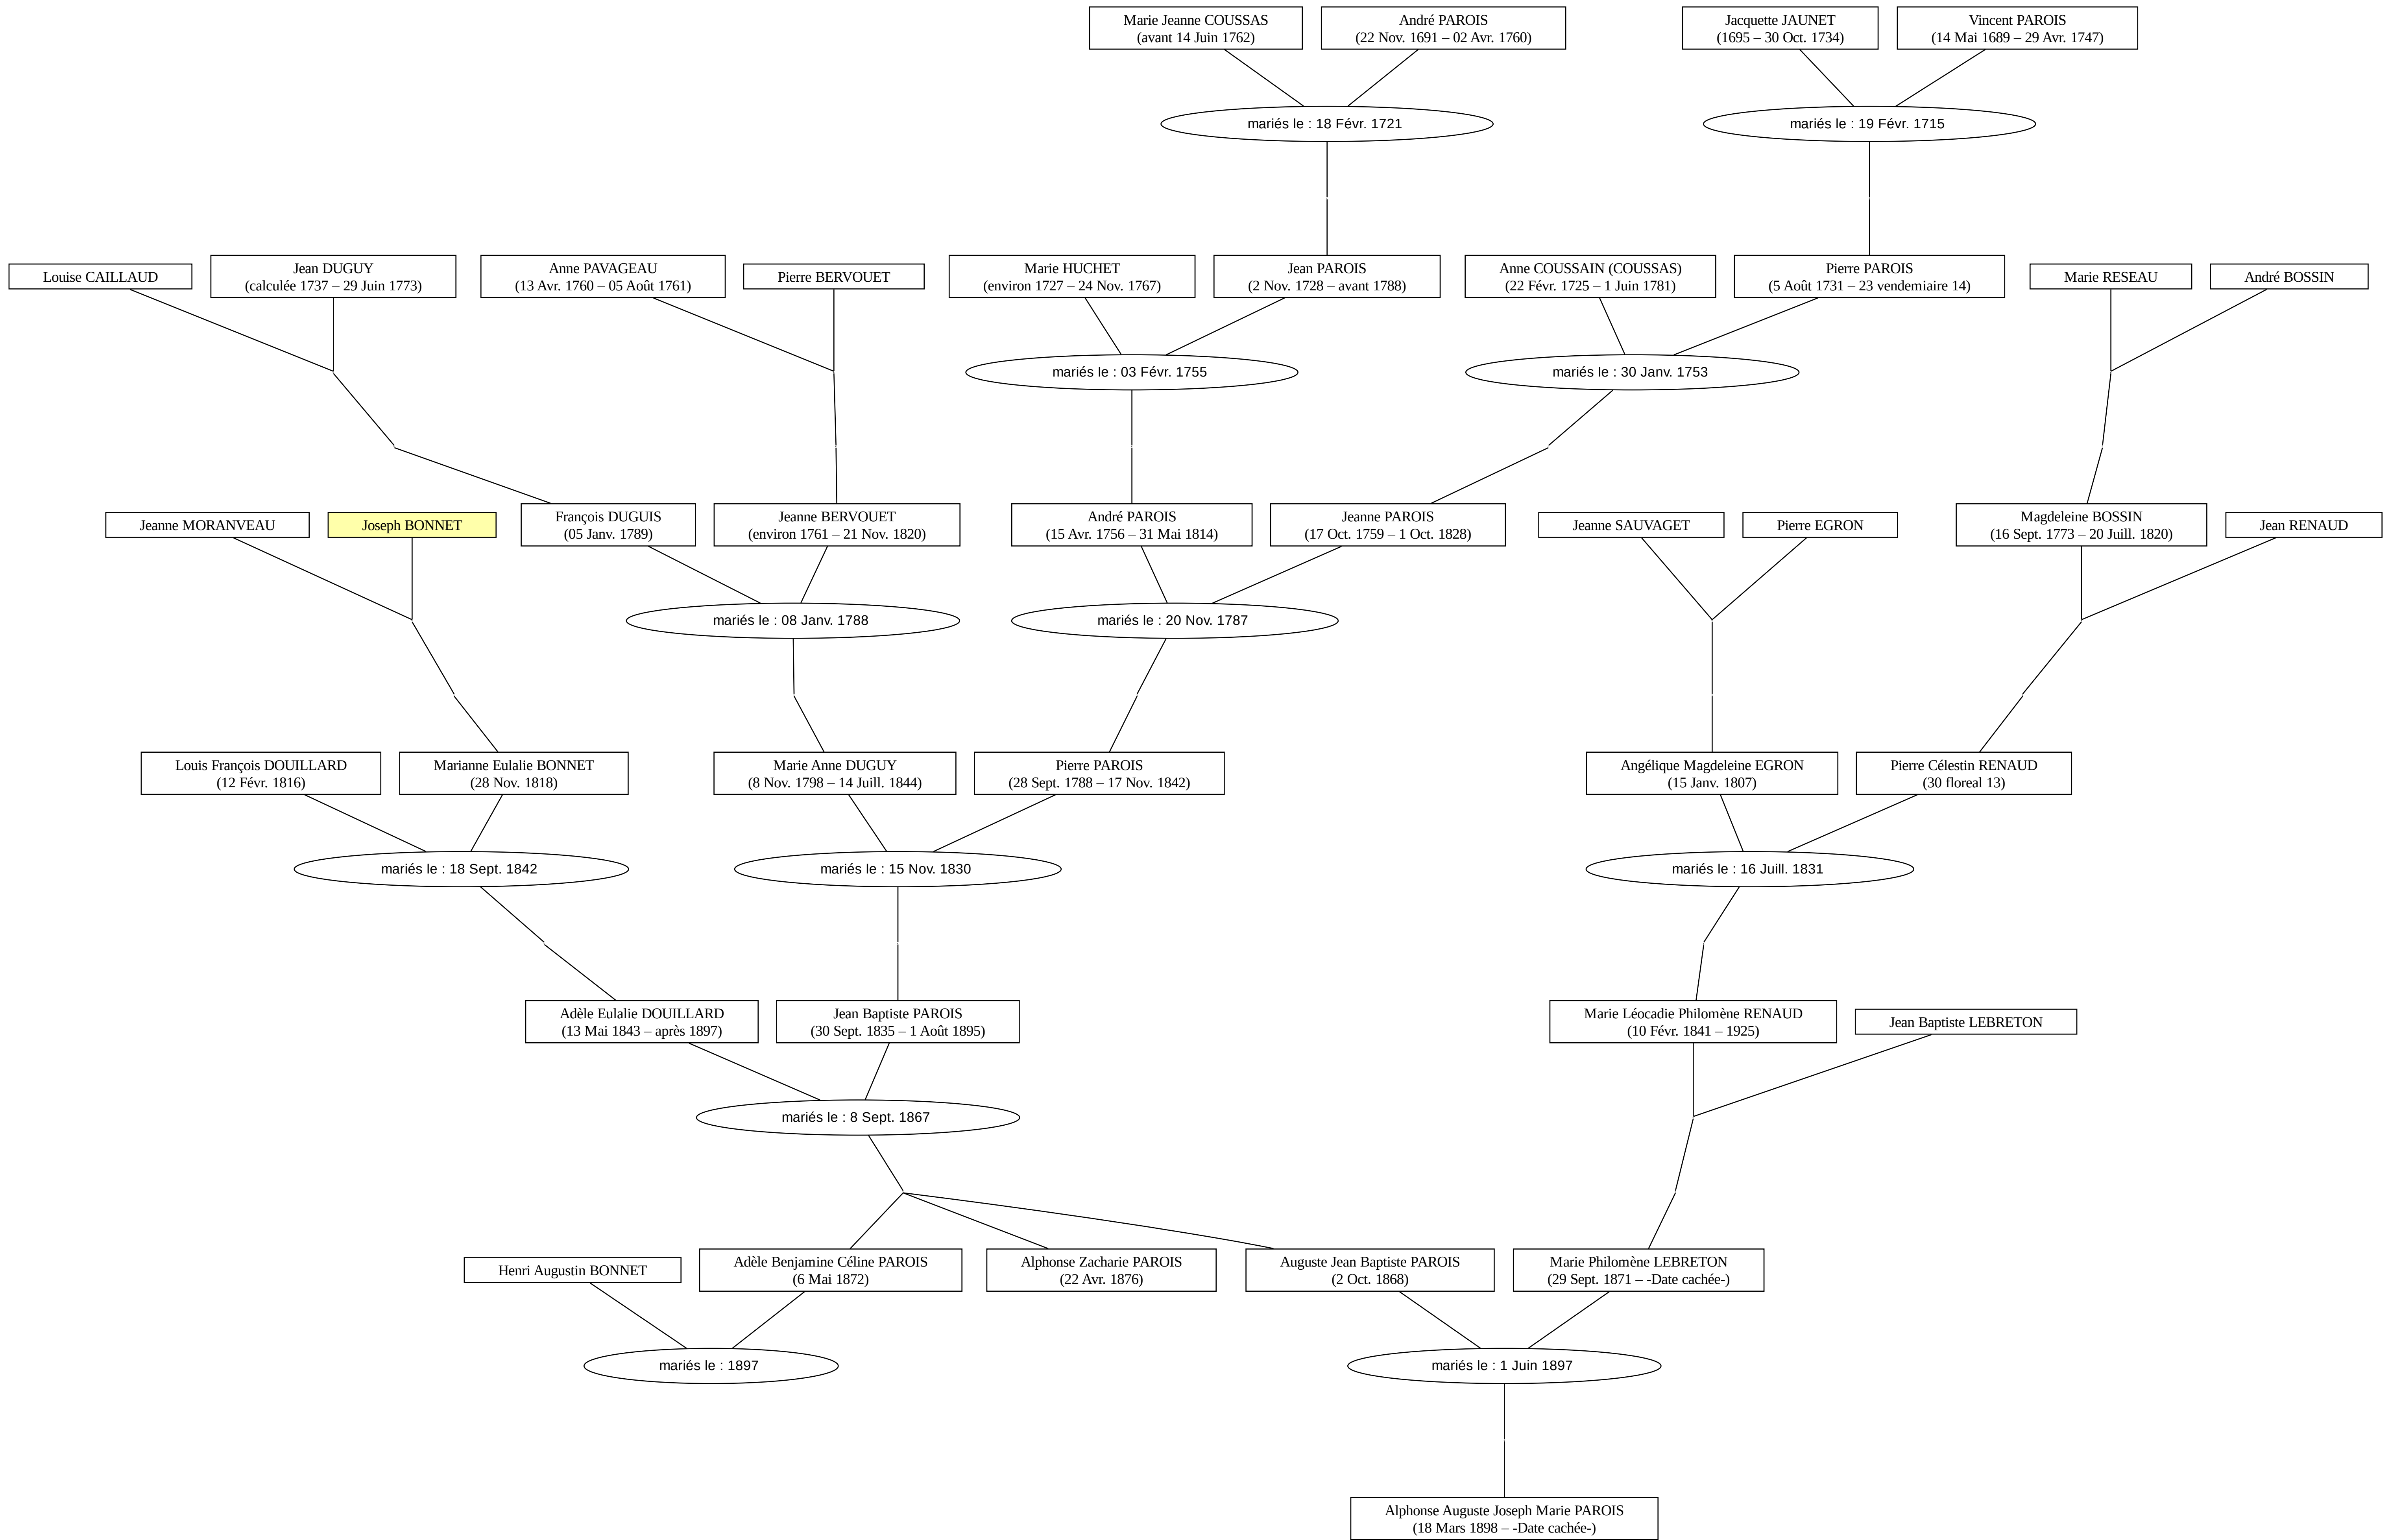 Marie Jeanne COUSSAS
(avant 14 Juin 1762)
André PAROIS
(22 Nov. 1691 – 02 Avr. 1760)
Jacquette JAUNET
(1695 – 30 Oct. 1734)
Vincent PAROIS
(14 Mai 1689 – 29 Avr. 1747)
mariés le : 18 Févr. 1721
mariés le : 19 Févr. 1715
Louise CAILLAUD
Jean DUGUY
(calculée 1737 – 29 Juin 1773)
Anne PAVAGEAU
(13 Avr. 1760 – 05 Août 1761)
Pierre BERVOUET
Marie HUCHET
(environ 1727 – 24 Nov. 1767)
Jean PAROIS
(2 Nov. 1728 – avant 1788)
Anne COUSSAIN (COUSSAS)
(22 Févr. 1725 – 1 Juin 1781)
Pierre PAROIS
(5 Août 1731 – 23 vendemiaire 14)
Marie RESEAU
André BOSSIN
mariés le : 03 Févr. 1755
mariés le : 30 Janv. 1753
Jeanne MORANVEAU
Joseph BONNET
François DUGUIS
(05 Janv. 1789)
Jeanne BERVOUET
(environ 1761 – 21 Nov. 1820)
André PAROIS
(15 Avr. 1756 – 31 Mai 1814)
Jeanne PAROIS
(17 Oct. 1759 – 1 Oct. 1828)
Jeanne SAUVAGET
Pierre EGRON
Magdeleine BOSSIN
(16 Sept. 1773 – 20 Juill. 1820)
Jean RENAUD
mariés le : 08 Janv. 1788
mariés le : 20 Nov. 1787
Louis François DOUILLARD
(12 Févr. 1816)
Marianne Eulalie BONNET
(28 Nov. 1818)
Marie Anne DUGUY
(8 Nov. 1798 – 14 Juill. 1844)
Pierre PAROIS
(28 Sept. 1788 – 17 Nov. 1842)
Angélique Magdeleine EGRON
(15 Janv. 1807)
Pierre Célestin RENAUD
(30 floreal 13)
mariés le : 18 Sept. 1842
mariés le : 15 Nov. 1830
mariés le : 16 Juill. 1831
Adèle Eulalie DOUILLARD
(13 Mai 1843 – après 1897)
Jean Baptiste PAROIS
(30 Sept. 1835 – 1 Août 1895)
Marie Léocadie Philomène RENAUD
(10 Févr. 1841 – 1925)
Jean Baptiste LEBRETON
mariés le : 8 Sept. 1867
Henri Augustin BONNET
Adèle Benjamine Céline PAROIS
(6 Mai 1872)
Alphonse Zacharie PAROIS
(22 Avr. 1876)
Auguste Jean Baptiste PAROIS
(2 Oct. 1868)
Marie Philomène LEBRETON
(29 Sept. 1871 – -Date cachée-)
mariés le : 1897
mariés le : 1 Juin 1897
Alphonse Auguste Joseph Marie PAROIS
(18 Mars 1898 – -Date cachée-)